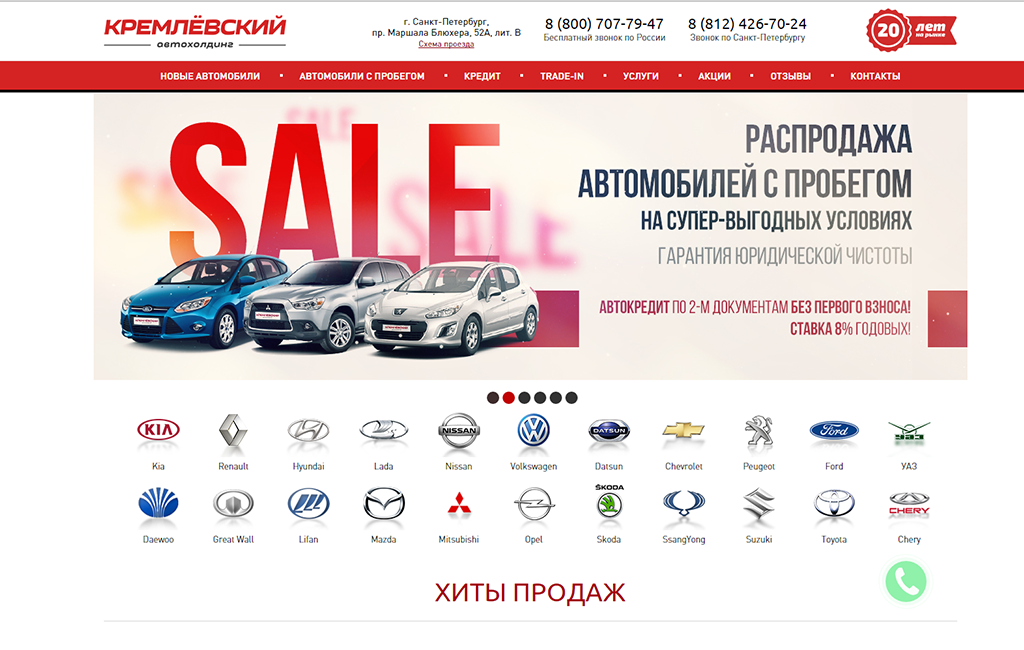 КРЕМЛЁВСКИЙ
автохолдинг
г. Санкт-Петербург,
пр. Маршала Блюхера, 52А, лит. В
Схема проезда
8 (800) 707-79-47
Бесплатный звонок по России
8 (812) 426-70-24
Звонок по Санкт-Петербургу
20 лет
на рынке
НОВЫЕ АВТОМОБИЛИ АВТОМОБИЛИ С ПРОБЕГОМ КРЕДИТ TRADE-IN УСЛУГИ АКЦИИ ОТЗЫВЫ КОНТАКТЫ
SALE
SALE
SALE
SALE
РАСПРОДАЖА
АВТОМОБИЛЕЙ С ПРОБЕГОМ
НА СУПЕР-ВЫГОДНЫХ УСЛОВИЯХ
ГАРАНТИЯ ЮРИДИЧЕСКОЙ ЧИСТОТЫ
АВТОКРЕДИТ ПО 2-М ДОКУМЕНТАМ БЕЗ ПЕРВОГО ВЗНОСА!
СТАВКА 8% ГОДОВЫХ!
KIA NISSAN DATSUN Ford УАЗ
Kia Renault Hyundai Lada Nissan Volkswagen Datsun Chevrolet Peugeot Ford УАЗ
ŠKODA CHERY
Daewoo Great Wall Lifan Mazda Mitsubishi Opel Skoda SsangYong Suzuki Toyota Chery
ХИТЫ ПРОДАЖ